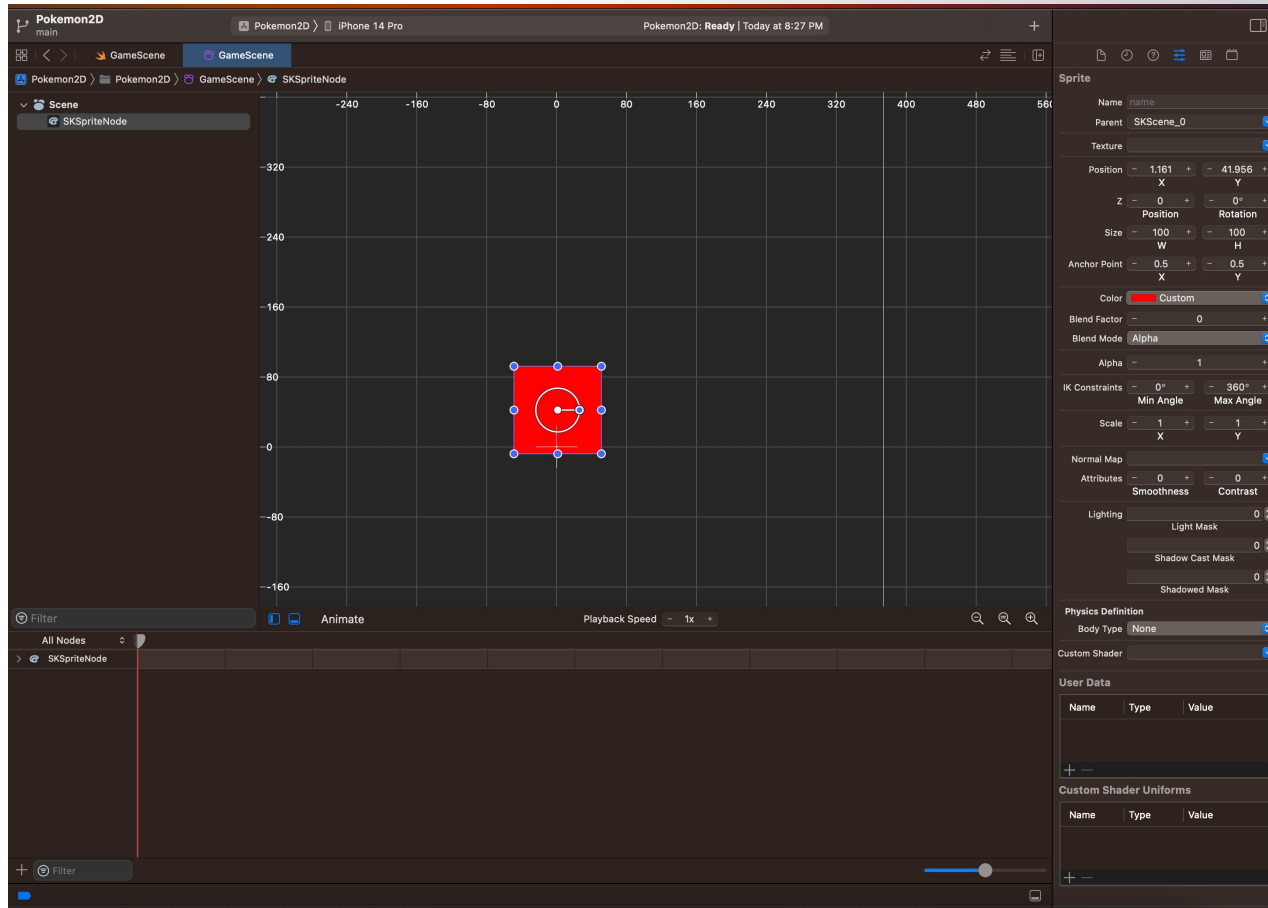 Pokemon2D
main
Pokemon2D 〉 iPhone 14 Pro
Pokemon2D: Ready | Today at 8:27 PM
GameScene
GameScene
Pokemon2D 〉 Pokemon2D 〉 GameScene 〉 SKSpriteNode
Scene
SKSpriteNode
-240 -160 -80 0 80 160 240 320 400 480 560
320
240
160
80
0
-80
-160
Filter
Animate
Playback Speed - 1x +
All Nodes
SKSpriteNode
Filter
Sprite
Name name
Parent SKScene_0
Texture
Position - 1.161 + - 41.956 +
X Y
Z - 0 + - 0° +
Position Rotation
Size - 100 + - 100 +
W H
Anchor Point - 0.5 + - 0.5 +
X Y
Color Custom
Blend Factor - 0 +
Blend Mode Alpha
Alpha - 1 +
IK Constraints - 0° + - 360° +
Min Angle Max Angle
Scale - 1 + - 1 +
X Y
Normal Map
Attributes - 0 + - 0 +
Smoothness Contrast
Lighting 0
Light Mask
0
Shadow Cast Mask
0
Shadowed Mask
Physics Definition
Body Type None
Custom Shader
User Data
Name Type Value
Custom Shader Uniforms
Name Type Value